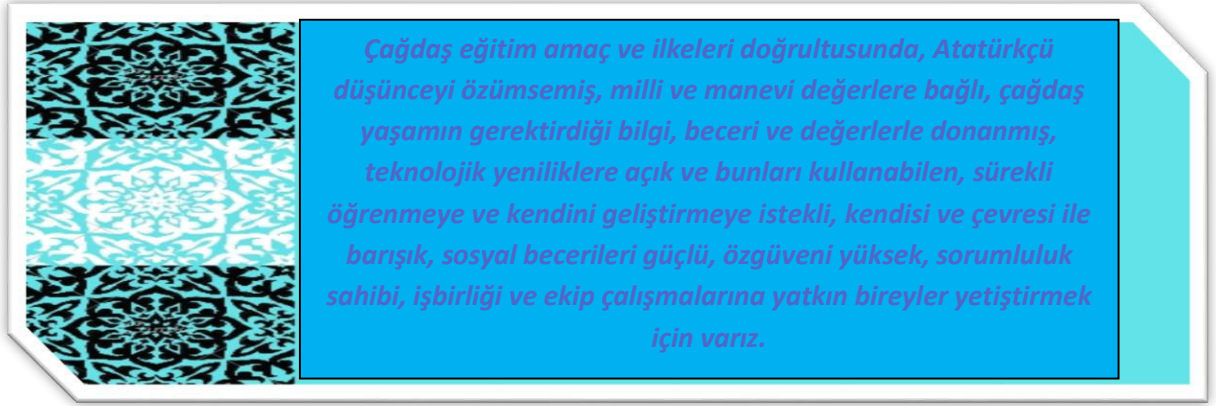 Çağdaş eğitim amaç ve ilkeleri doğrultusunda, Atatürkçü
düşünceyi özümsemiş, milli ve manevi değerlere bağlı, çağdaş
yaşamın gerektirdiği bilgi, beceri ve değerlerle donanmış,
teknolojik yeniliklere açık ve bunları kullanabilen, sürekli
öğrenmeye ve kendini geliştirmeye istekli, kendisi ve çevresi ile
barışık, sosyal becerileri güçlü, özgüveni yüksek, sorumluluk
sahibi, işbirliği ve ekip çalışmalarına yatkın bireyler yetiştirmek
için varız.